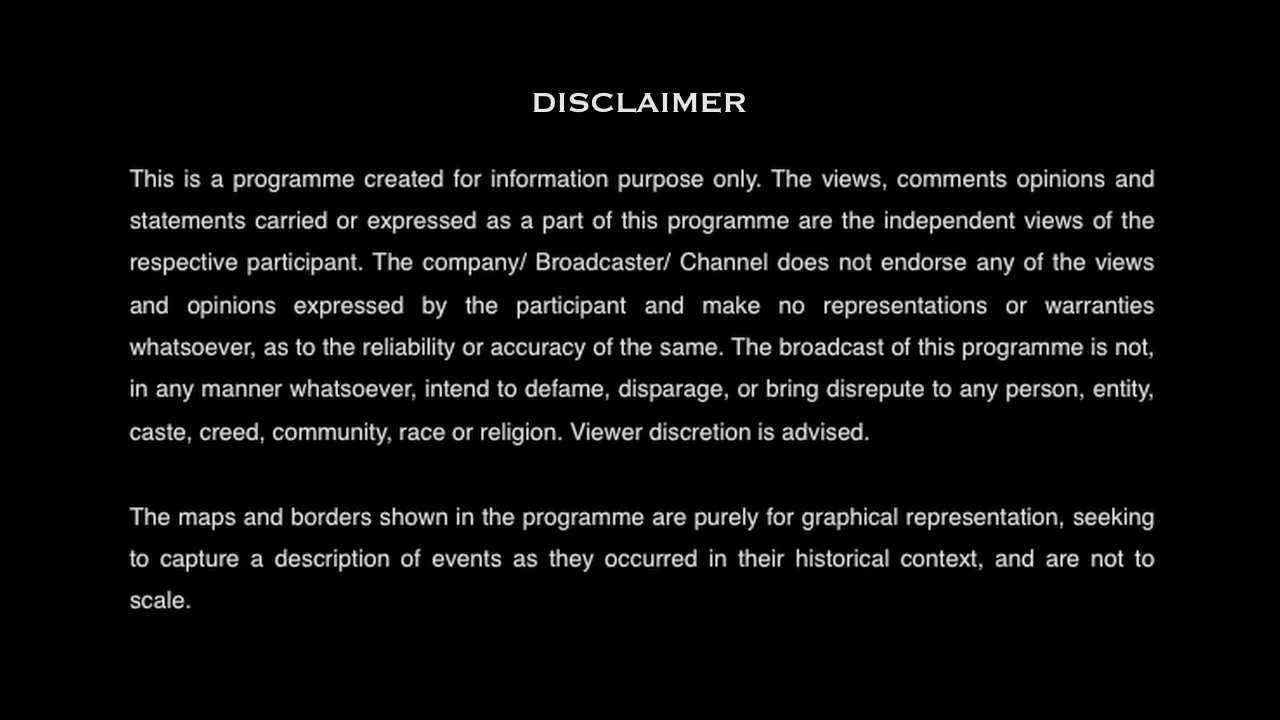 DISCLAIMER
This is a programme created for information purpose only. The views, comments opinions and
statements carried or expressed as a part of this programme are the independent views of the
respective participant. The company/ Broadcaster/ Channel does not endorse any of the views
and opinions expressed by the participant and make no representations or warranties
whatsoever, as to the reliability or accuracy of the same. The broadcast of this programme is not,
in any manner whatsoever, intend to defame, disparage, or bring disrepute to any person, entity,
caste, creed, community, race or religion. Viewer discretion is advised.
The maps and borders shown in the programme are purely for graphical representation, seeking
to capture a description of events as they occurred in their historical context, and are not to
scale.